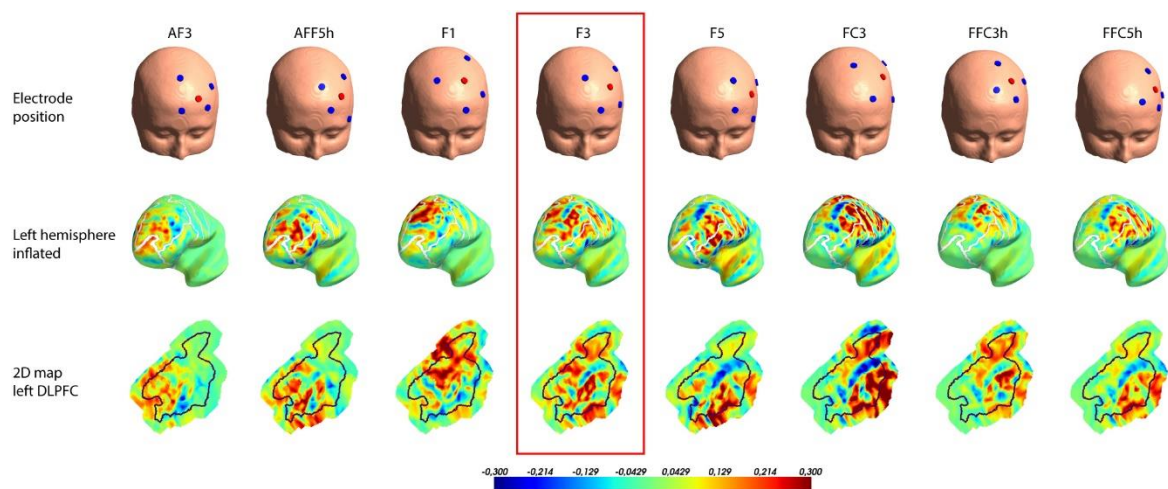 AF3 AFF5h F1 F3 F5 FC3 FFC3h FFC5h
Electrode
position
Left hemisphere
inflated
2D map
left DLPFC
-0,300 -0,214 -0,129 -0,0429 0,0429 0,129 0,214 0,300